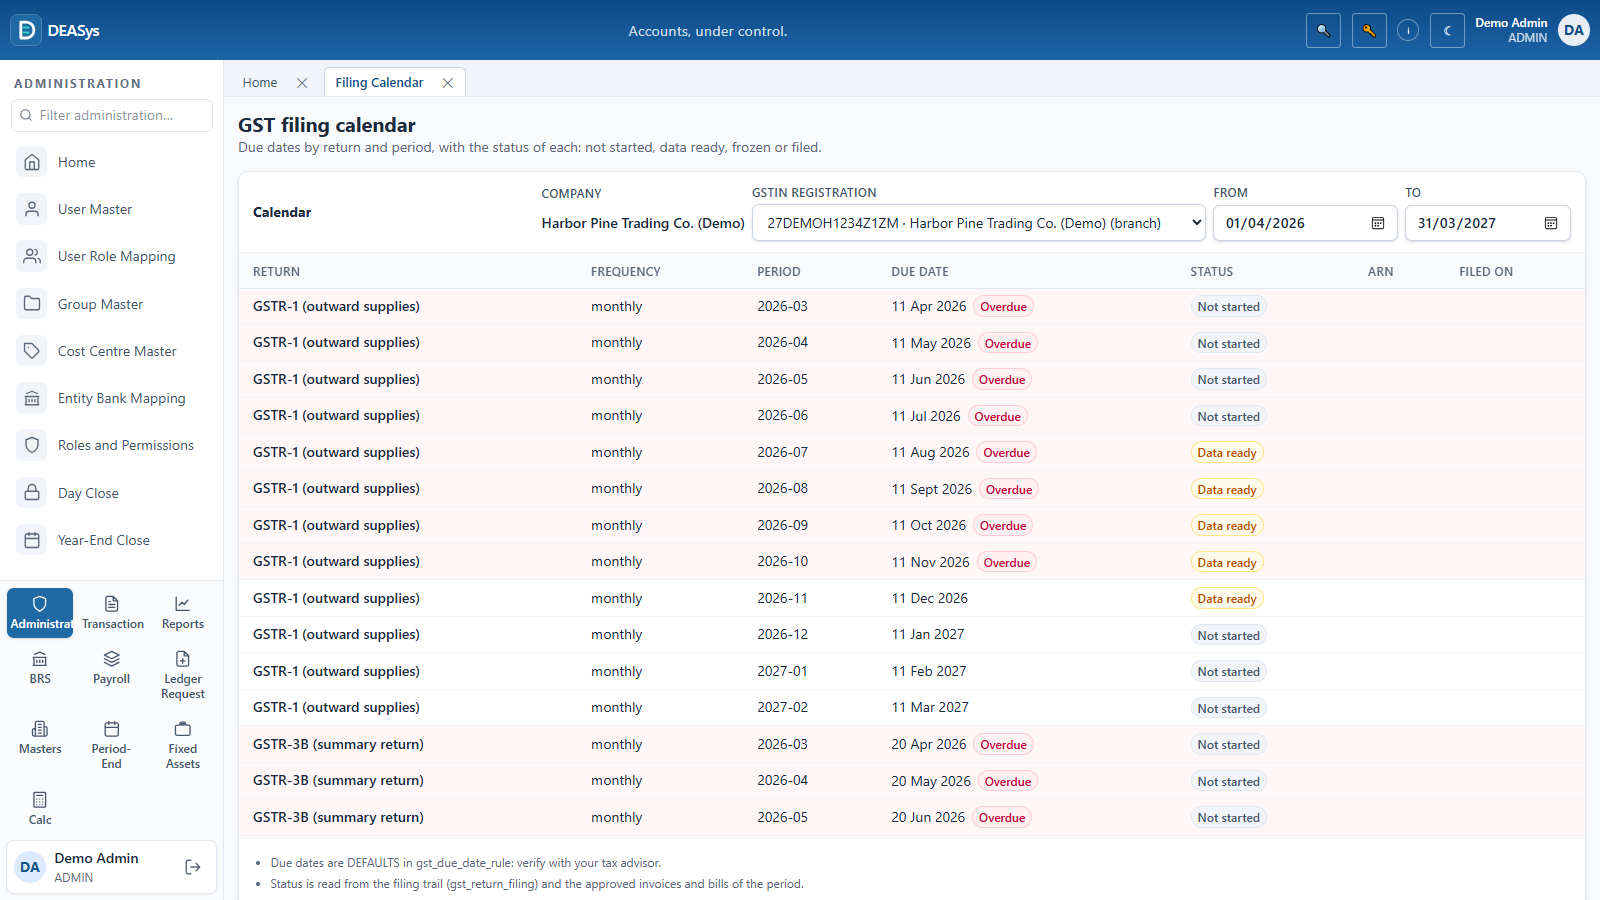 DEASys
Accounts, under control.
Demo Admin
ADMIN
DA
ADMINISTRATION
Filter administration...
Home
User Master
User Role Mapping
Group Master
Cost Centre Master
Entity Bank Mapping
Roles and Permissions
Day Close
Year-End Close
Administrat
Transaction
Reports
BRS
Payroll
Ledger Request
Masters
Period-End
Fixed Assets
Calc
DA
Demo Admin
ADMIN
Home
Filing Calendar
GST filing calendar
Due dates by return and period, with the status of each: not started, data ready, frozen or filed.
Calendar
COMPANY
Harbor Pine Trading Co. (Demo)
GSTIN REGISTRATION
27DEMOH1234Z1ZM · Harbor Pine Trading Co. (Demo) (branch)
FROM
01/04/2026
TO
31/03/2027
RETURN FREQUENCY PERIOD DUE DATE STATUS ARN FILED ON
GSTR-1 (outward supplies) monthly 2026-03 11 Apr 2026 Overdue Not started
GSTR-1 (outward supplies) monthly 2026-04 11 May 2026 Overdue Not started
GSTR-1 (outward supplies) monthly 2026-05 11 Jun 2026 Overdue Not started
GSTR-1 (outward supplies) monthly 2026-06 11 Jul 2026 Overdue Not started
GSTR-1 (outward supplies) monthly 2026-07 11 Aug 2026 Overdue Data ready
GSTR-1 (outward supplies) monthly 2026-08 11 Sept 2026 Overdue Data ready
GSTR-1 (outward supplies) monthly 2026-09 11 Oct 2026 Overdue Data ready
GSTR-1 (outward supplies) monthly 2026-10 11 Nov 2026 Overdue Data ready
GSTR-1 (outward supplies) monthly 2026-11 11 Dec 2026 Data ready
GSTR-1 (outward supplies) monthly 2026-12 11 Jan 2027 Not started
GSTR-1 (outward supplies) monthly 2027-01 11 Feb 2027 Not started
GSTR-1 (outward supplies) monthly 2027-02 11 Mar 2027 Not started
GSTR-3B (summary return) monthly 2026-03 20 Apr 2026 Overdue Not started
GSTR-3B (summary return) monthly 2026-04 20 May 2026 Overdue Not started
GSTR-3B (summary return) monthly 2026-05 20 Jun 2026 Overdue Not started
Due dates are DEFAULTS in gst_due_date_rule: verify with your tax advisor.
Status is read from the filing trail (gst_return_filing) and the approved invoices and bills of the period.